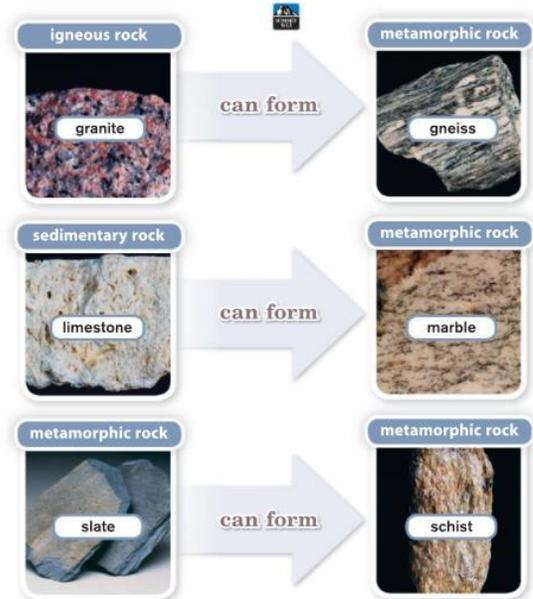 igneous rock
granite
can form
metamorphic rock
gneiss
sedimentary rock
limestone
can form
metamorphic rock
marble
metamorphic rock
slate
can form
metamorphic rock
schist